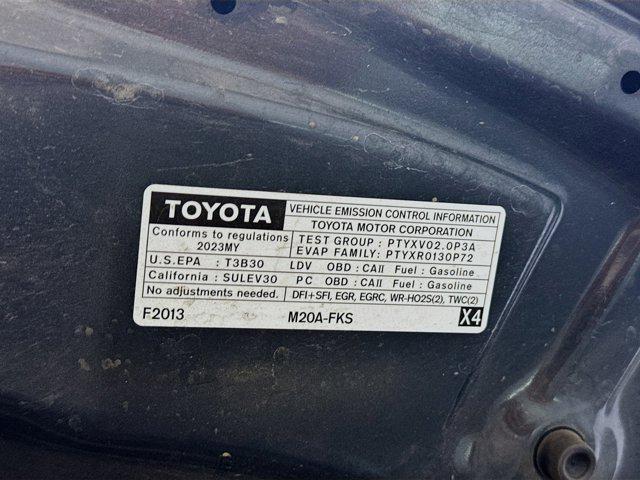 TOYOTA
VEHICLE EMISSION CONTROL INFORMATION
TOYOTA MOTOR CORPORATION
Conforms to regulations
2023MY
TEST GROUP : PTYXV02.0P3A
EVAP FAMILY: PTYXR0130P72
U.S.EPA : T3B30 LDV OBD : CAII Fuel : Gasoline
California : SULEV30 PC OBD : CAII Fuel : Gasoline
No adjustments needed. DFI+SFI, EGR, EGRC, WR-HO2S(2), TWC(2)
F2013 M20A-FKS X4